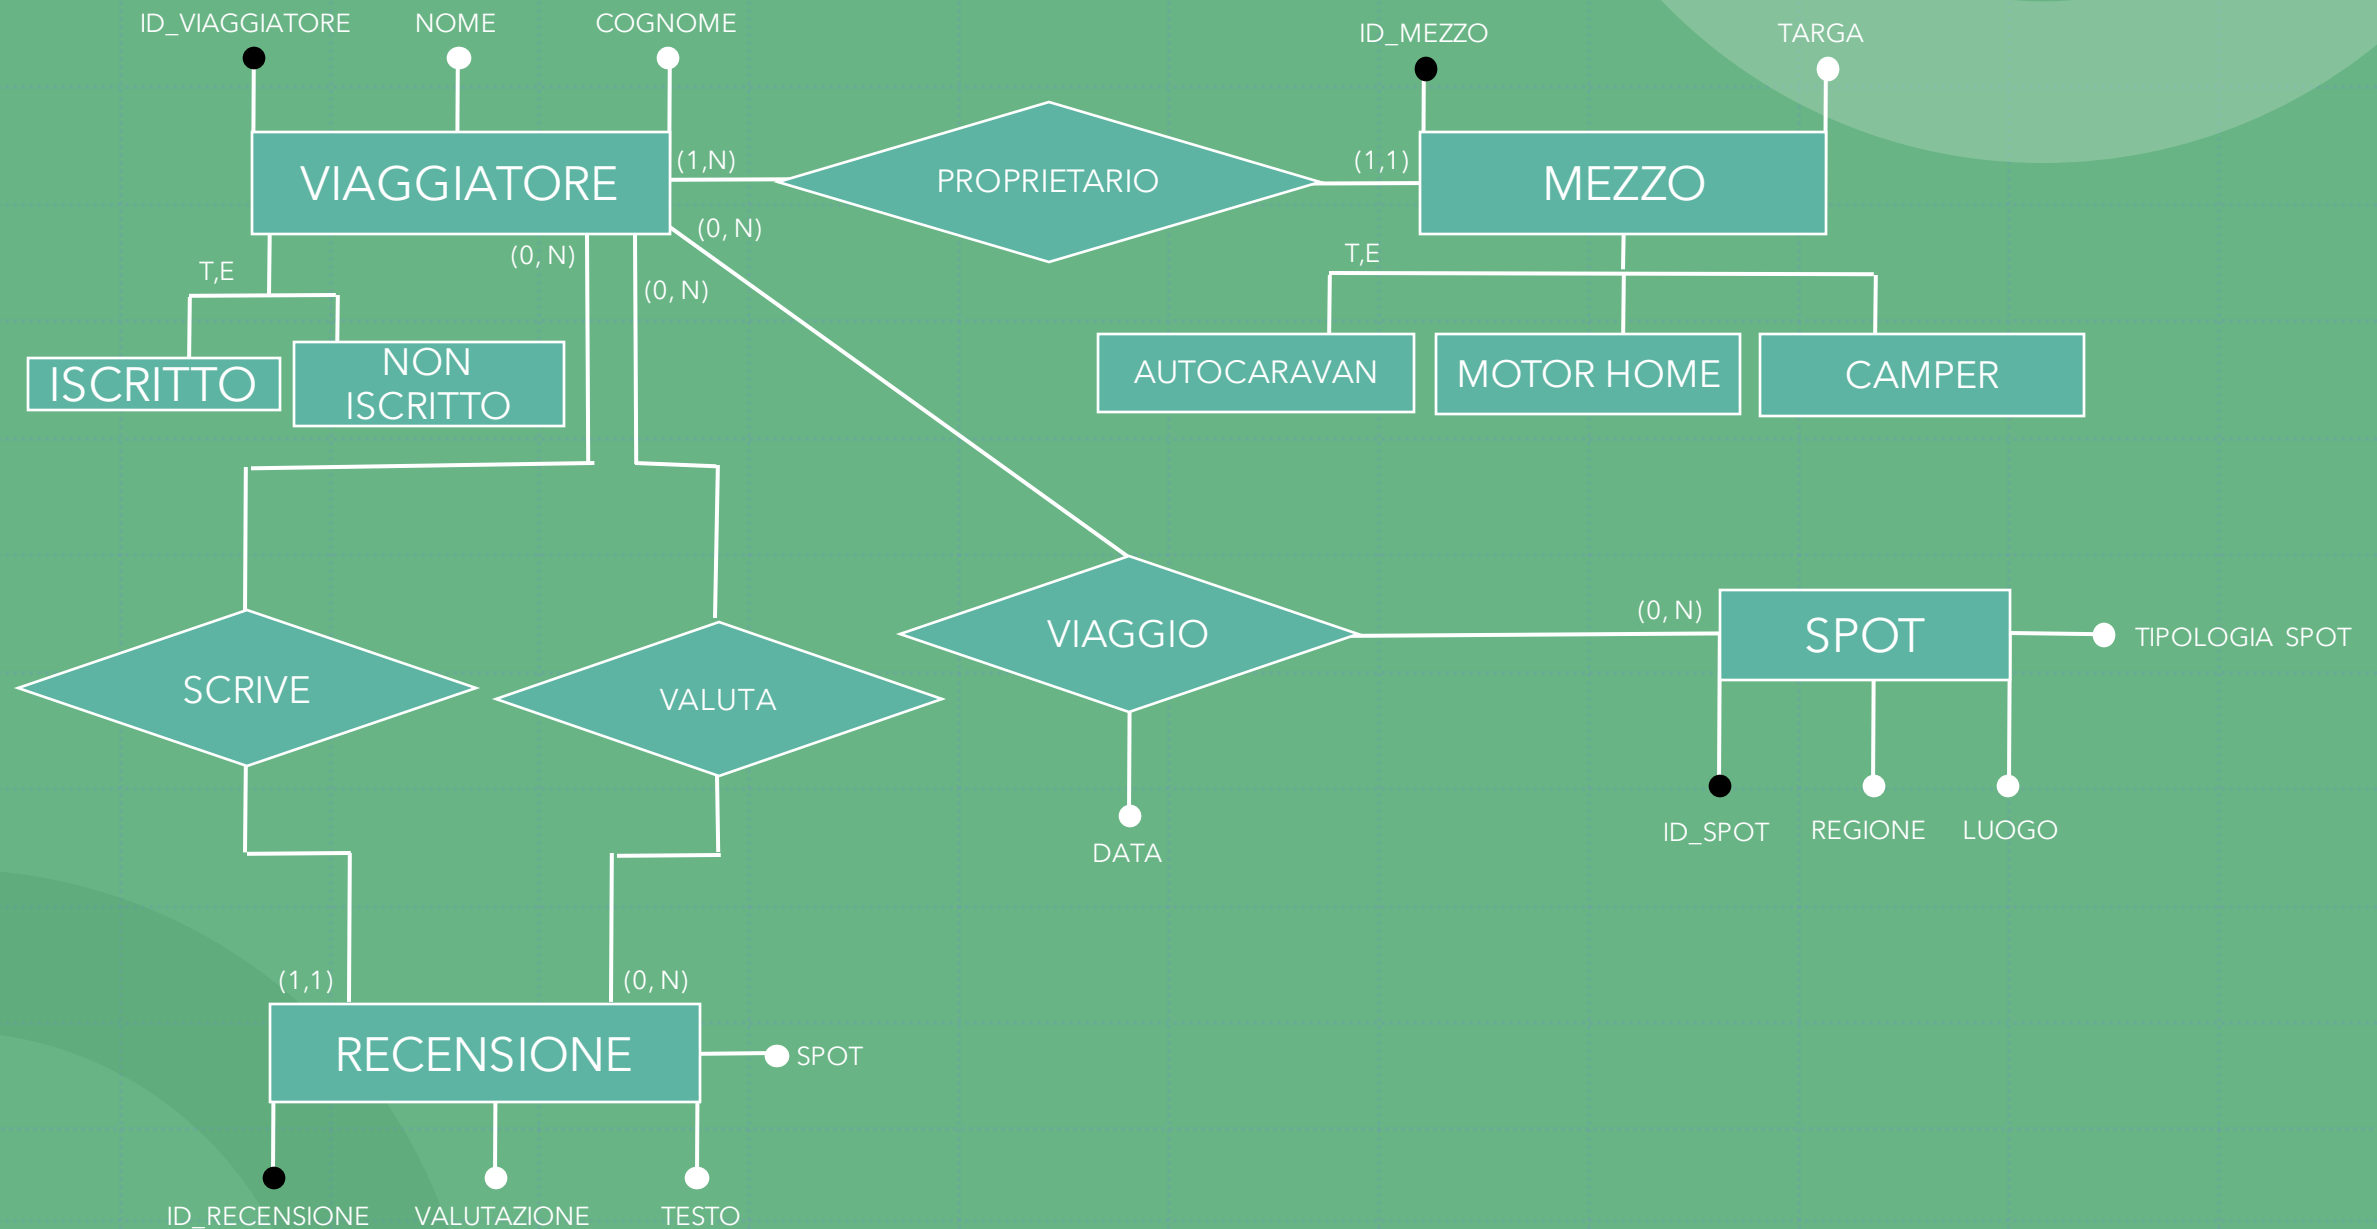 ID_VIAGGIATORE
NOME
COGNOME
ID_MEZZO
TARGA
VIAGGIATORE
(1,N)
PROPRIETARIO
(1,1)
MEZZO
(0, N)
(0, N)
(0, N)
T,E
T,E
ISCRITTO
NON
ISCRITTO
AUTOCARAVAN
MOTOR HOME
CAMPER
SCRIVE
VALUTA
VIAGGIO
(0, N)
SPOT
TIPOLOGIA SPOT
DATA
ID_SPOT
REGIONE
LUOGO
(1,1)
(0, N)
RECENSIONE
SPOT
ID_RECENSIONE
VALUTAZIONE
TESTO